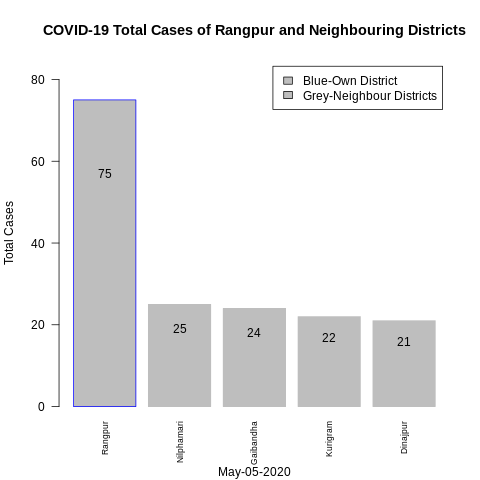 COVID-19 Total Cases of Rangpur and Neighbouring Districts
Blue-Own District
Grey-Neighbour Districts
Total Cases
80
60
40
20
0
75
25
24
22
21
Rangpur
Nilphamari
Gaibandha
Kurigram
Dinajpur
May-05-2020